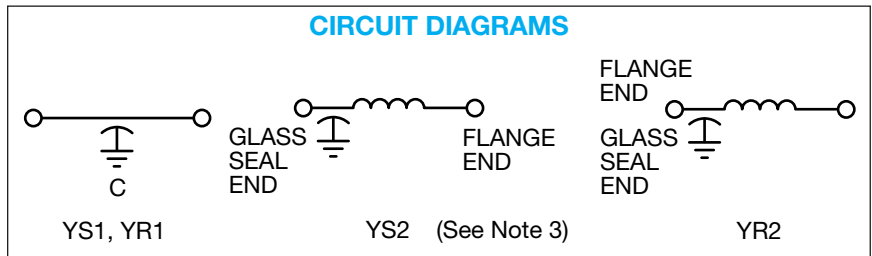 CIRCUIT DIAGRAMS
C
YS1, YR1
GLASS
SEAL
END
FLANGE
END
YS2 (See Note 3)
FLANGE
END
GLASS
SEAL
END
YR2